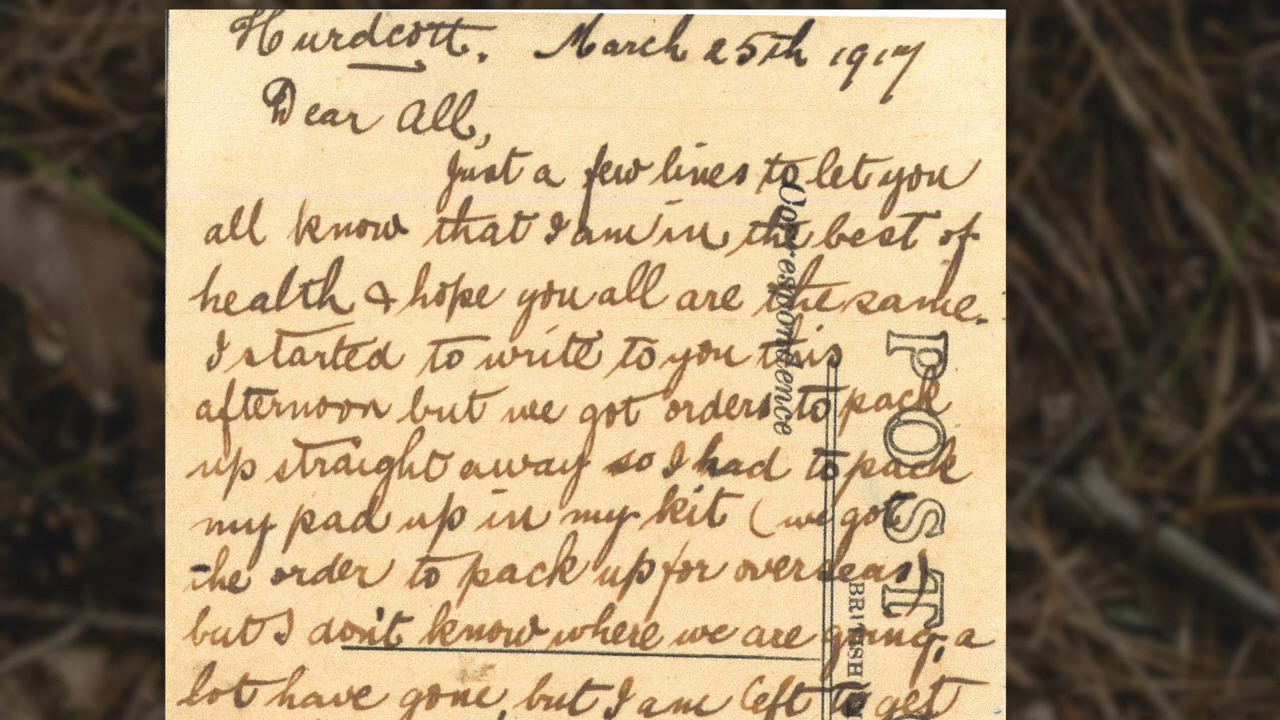 Hurdcott. March 25th 1917
Dear All,
Just a few lines to let you
all know that I am in the best of
health & hope you all are the same.
I started to write to you this
afternoon but we got orders to pack
up straight away so I had to pack
my pad up in my kit (we got
the order to pack up for overseas)
but I don't know where we are going, a
lot have gone, but I am left to get
Correspondence
POST
BRITISH